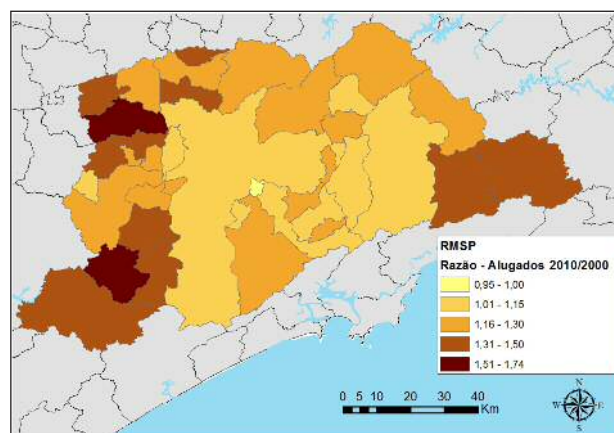 RMSP
Razão - Alugados 2010/2000
0,95 - 1,00
1,01 - 1,15
1,16 - 1,30
1,31 - 1,50
1,51 - 1,74
0 5 10 20 30 40
Km
N
W E
S